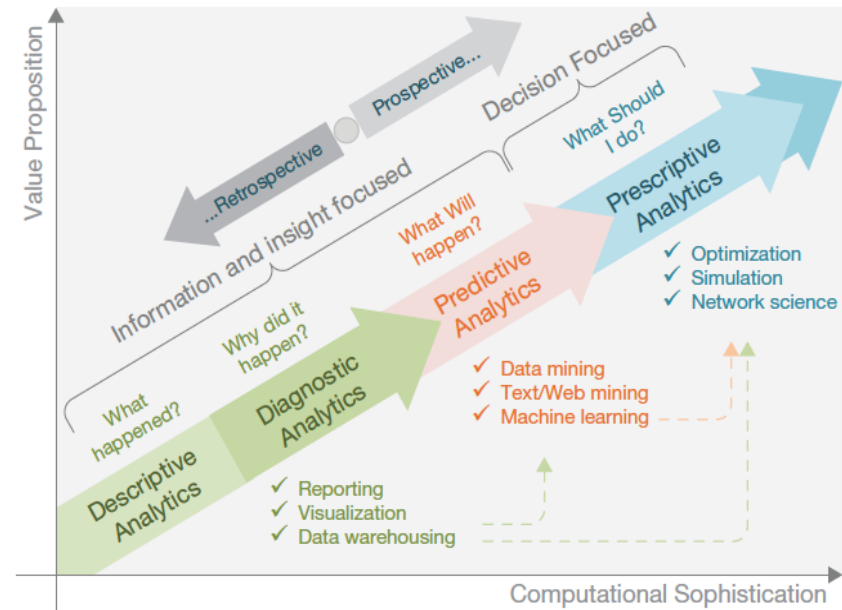 Value Proposition
Prospective...
...Retrospective
Decision Focused
Information and insight focused
What Should
I do?
What Will
happen?
Why did it
happen?
What
happened?
Prescriptive
Analytics
Predictive
Analytics
Diagnostic
Analytics
Descriptive
Analytics
✓ Optimization
✓ Simulation
✓ Network science
✓ Data mining
✓ Text/Web mining
✓ Machine learning
✓ Reporting
✓ Visualization
✓ Data warehousing
Computational Sophistication